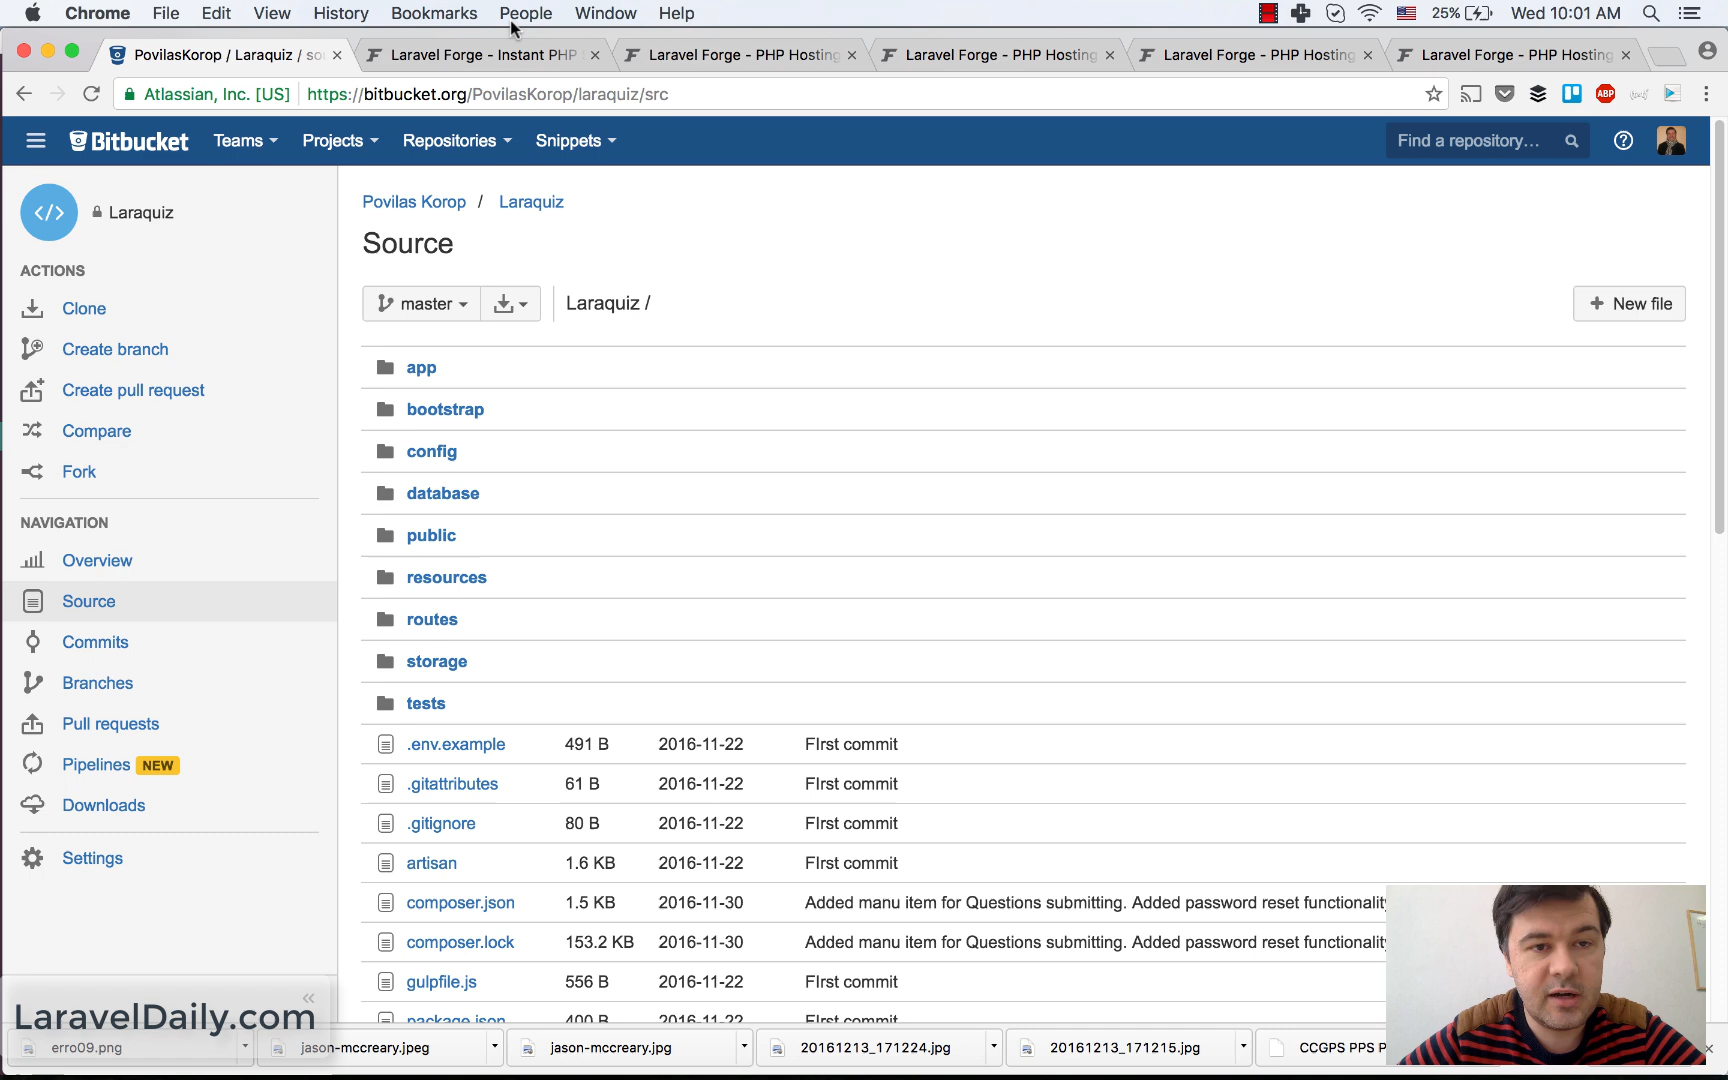 Chrome File Edit View History Bookmarks People Window Help 25% Wed 10:01 AM
PovilasKorop / Laraquiz / so Laravel Forge - Instant PHP Laravel Forge - PHP Hosting Laravel Forge - PHP Hosting Laravel Forge - PHP Hosting Laravel Forge - PHP Hosting
Atlassian, Inc. [US] https://bitbucket.org/PovilasKorop/laraquiz/src ABP
Bitbucket Teams Projects Repositories Snippets Find a repository...
Laraquiz
ACTIONS
Clone
Create branch
Create pull request
Compare
Fork
NAVIGATION
Overview
Source
Commits
Branches
Pull requests
Pipelines NEW
Downloads
Settings
Povilas Korop / Laraquiz
Source
master Laraquiz / New file
app
bootstrap
config
database
public
resources
routes
storage
tests
.env.example 491 B 2016-11-22 FIrst commit
.gitattributes 61 B 2016-11-22 FIrst commit
.gitignore 80 B 2016-11-22 FIrst commit
artisan 1.6 KB 2016-11-22 FIrst commit
composer.json 1.5 KB 2016-11-30 Added manu item for Questions submitting. Added password reset functionality
composer.lock 153.2 KB 2016-11-30 Added manu item for Questions submitting. Added password reset functionality
gulpfile.js 556 B 2016-11-22 FIrst commit
package.json 400 B 2016-11-22 FIrst commit
LaravelDaily.com
erro09.png jason-mccreary.jpeg jason-mccreary.jpg 20161213_171224.jpg 20161213_171215.jpg CCGPS PPS P